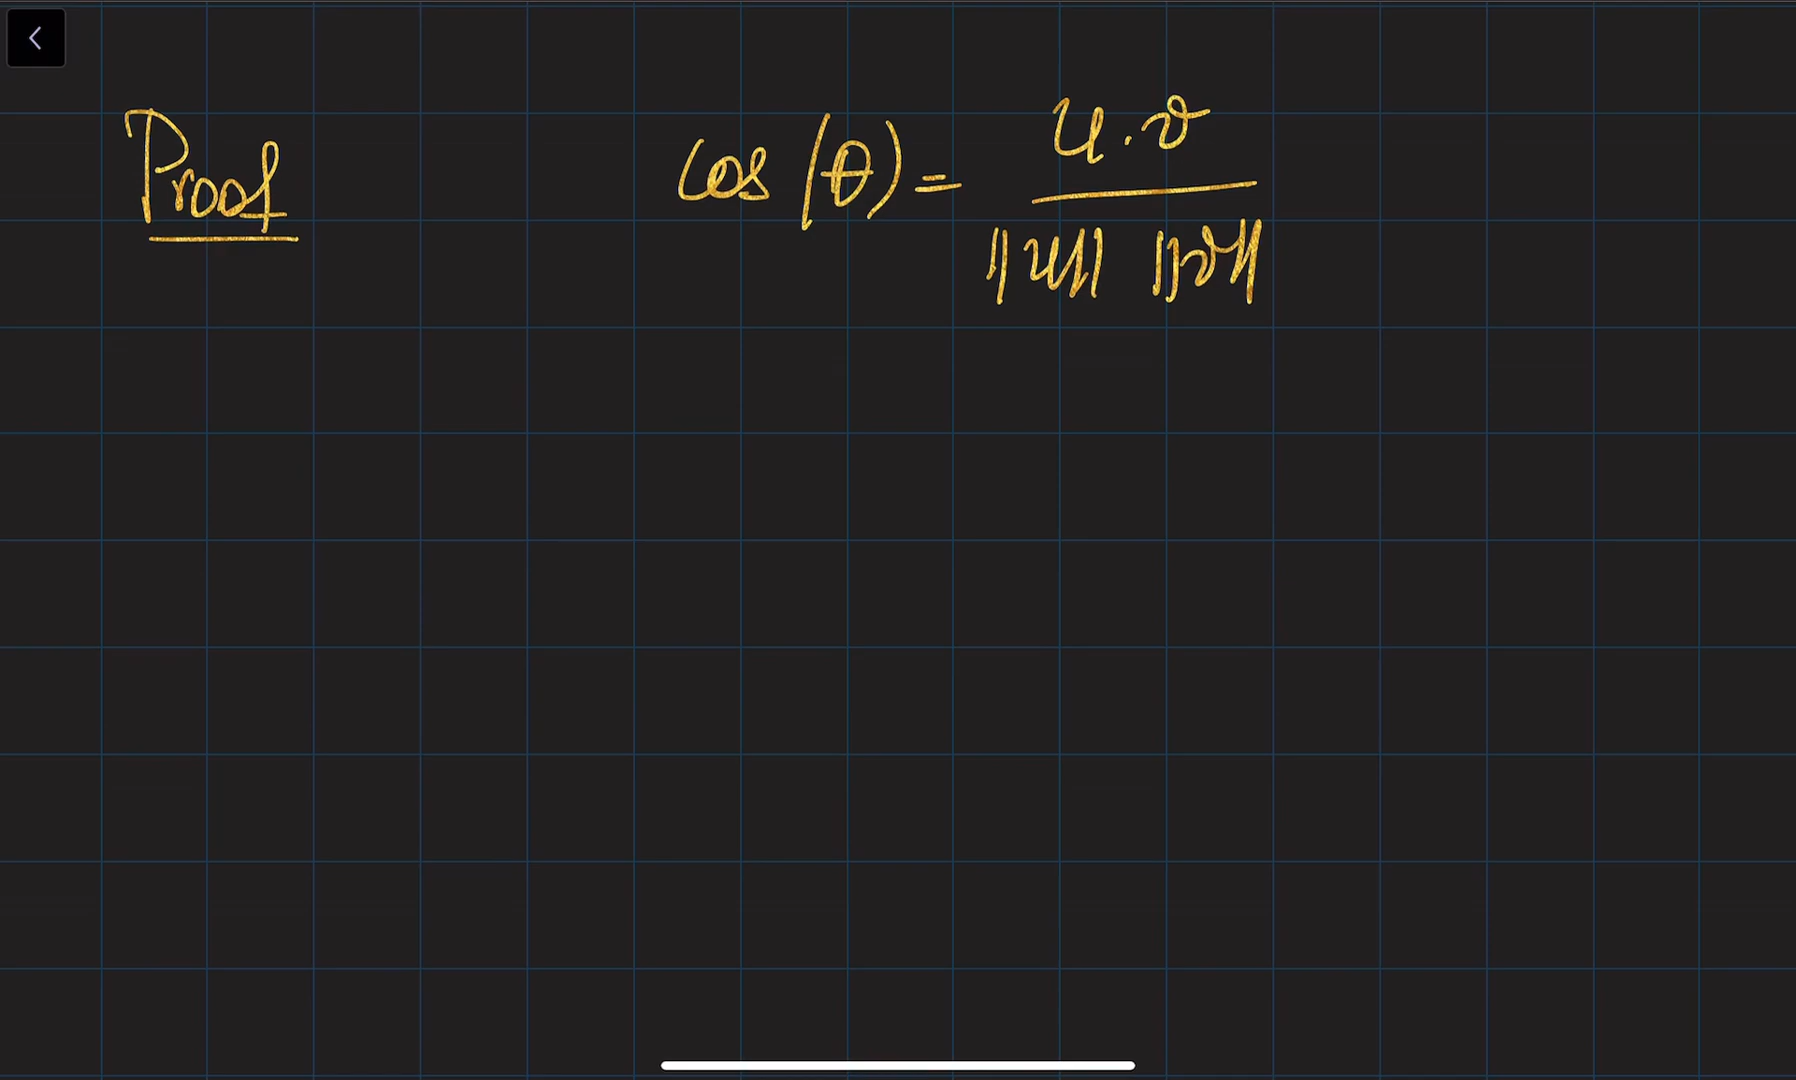 Proof
cos(θ) = u.v / ||u|| ||v||